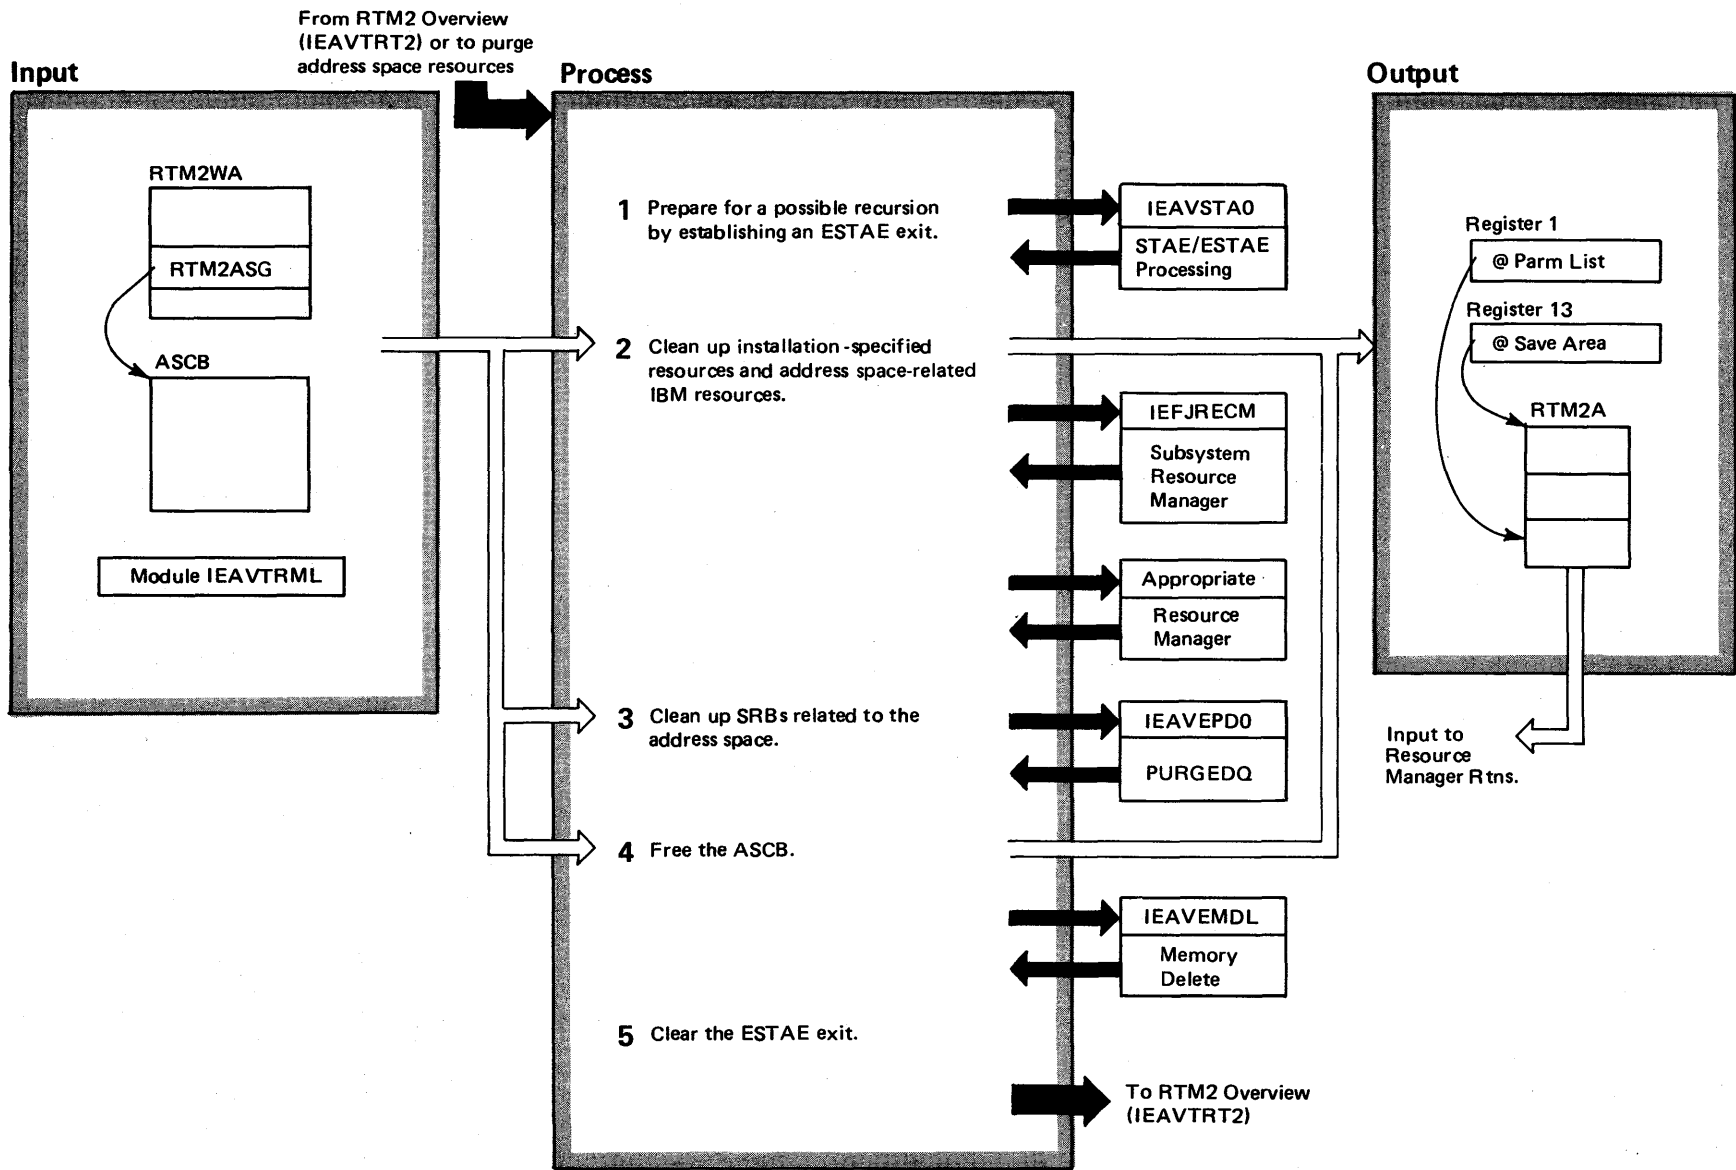 From RTM2 Overview
(IEAVTRT2) or to purge
address space resources
Input
Process
Output
RTM2WA
RTM2ASG
ASCB
Module IEAVTRML
1 Prepare for a possible recursion
by establishing an ESTAE exit.
IEAVSTA0
STAE/ESTAE
Processing
2 Clean up installation-specified
resources and address space-related
IBM resources.
IEFJRECM
Subsystem
Resource
Manager
Appropriate
Resource
Manager
3 Clean up SRBs related to the
address space.
IEAVEPD0
PURGEDQ
4 Free the ASCB.
IEAVEMDL
Memory
Delete
5 Clear the ESTAE exit.
To RTM2 Overview
(IEAVTRT2)
Register 1
@ Parm List
Register 13
@ Save Area
RTM2A
Input to
Resource
Manager Rtns.